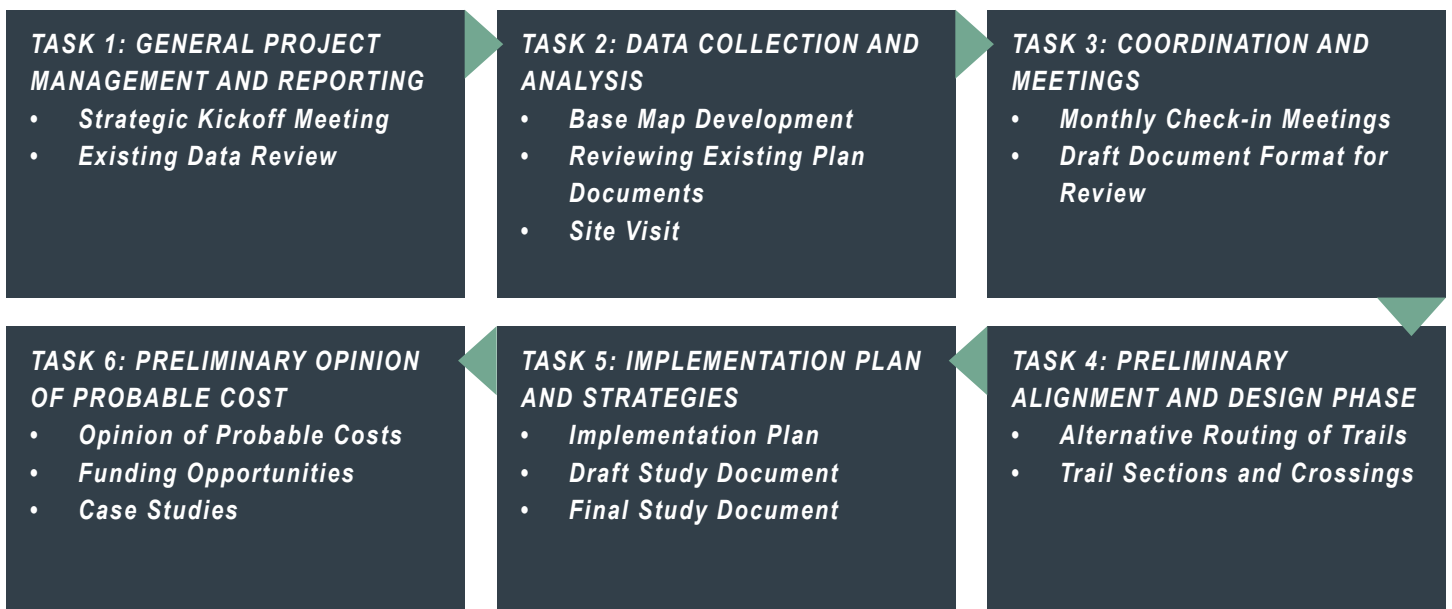 TASK 1: GENERAL PROJECT
MANAGEMENT AND REPORTING
• Strategic Kickoff Meeting
• Existing Data Review
TASK 2: DATA COLLECTION AND
ANALYSIS
• Base Map Development
• Reviewing Existing Plan
Documents
• Site Visit
TASK 3: COORDINATION AND
MEETINGS
• Monthly Check-in Meetings
• Draft Document Format for
Review
TASK 4: PRELIMINARY
ALIGNMENT AND DESIGN PHASE
• Alternative Routing of Trails
• Trail Sections and Crossings
TASK 5: IMPLEMENTATION PLAN
AND STRATEGIES
• Implementation Plan
• Draft Study Document
• Final Study Document
TASK 6: PRELIMINARY OPINION
OF PROBABLE COST
• Opinion of Probable Costs
• Funding Opportunities
• Case Studies